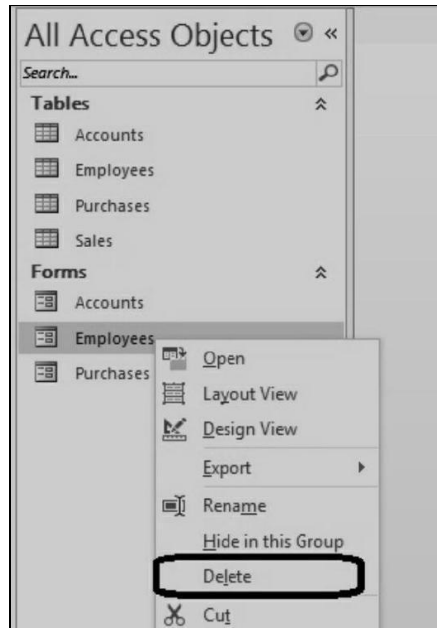 All Access Objects «
Search...
Tables
Accounts
Employees
Purchases
Sales
Forms
Accounts
Employees
Purchases
Open
Layout View
Design View
Export
Rename
Hide in this Group
Delete
Cut